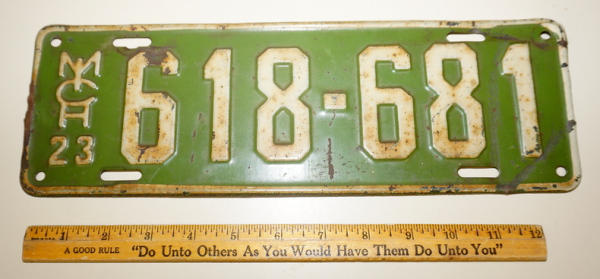 MICH
23
618-681
1 2 3 4 5 6 7 8 9 10 11 12
A GOOD RULE "Do Unto Others As You Would Have Them Do Unto You"